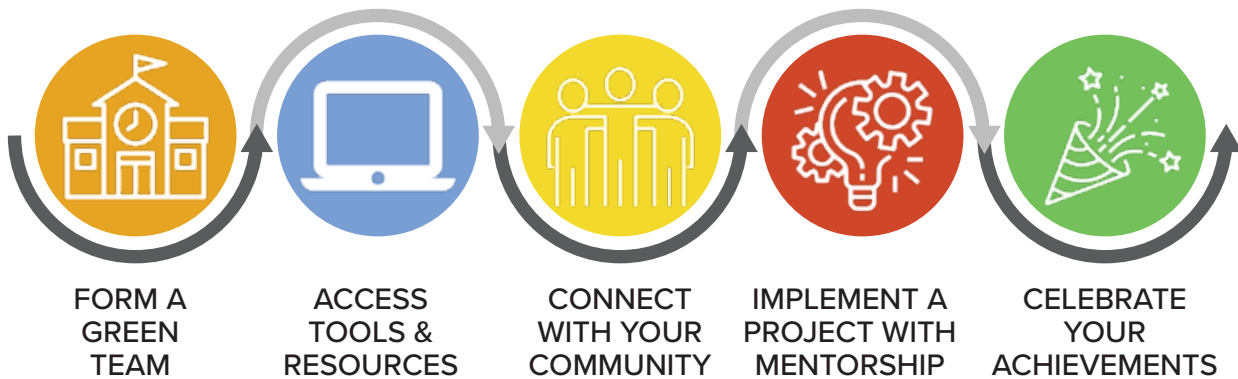 FORM A
GREEN
TEAM
ACCESS
TOOLS &
RESOURCES
CONNECT
WITH YOUR
COMMUNITY
IMPLEMENT A
PROJECT WITH
MENTORSHIP
CELEBRATE
YOUR
ACHIEVEMENTS